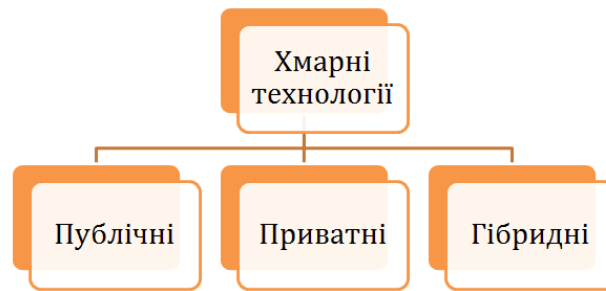 Хмарні
технології
Публічні
Приватні
Гібридні